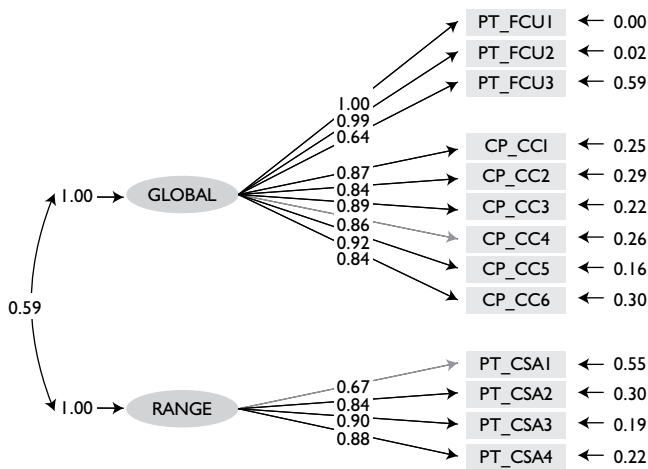 PT_FCU1 0.00
PT_FCU2 0.02
PT_FCU3 0.59
1.00
0.99
0.64
CP_CC1 0.25
0.87
CP_CC2 0.29
0.84
1.00 GLOBAL
0.89
CP_CC3 0.22
0.86
CP_CC4 0.26
0.92
0.84
CP_CC5 0.16
CP_CC6 0.30
0.59
PT_CSA1 0.55
0.67
PT_CSA2 0.30
0.84
1.00 RANGE
0.90
PT_CSA3 0.19
0.88
PT_CSA4 0.22